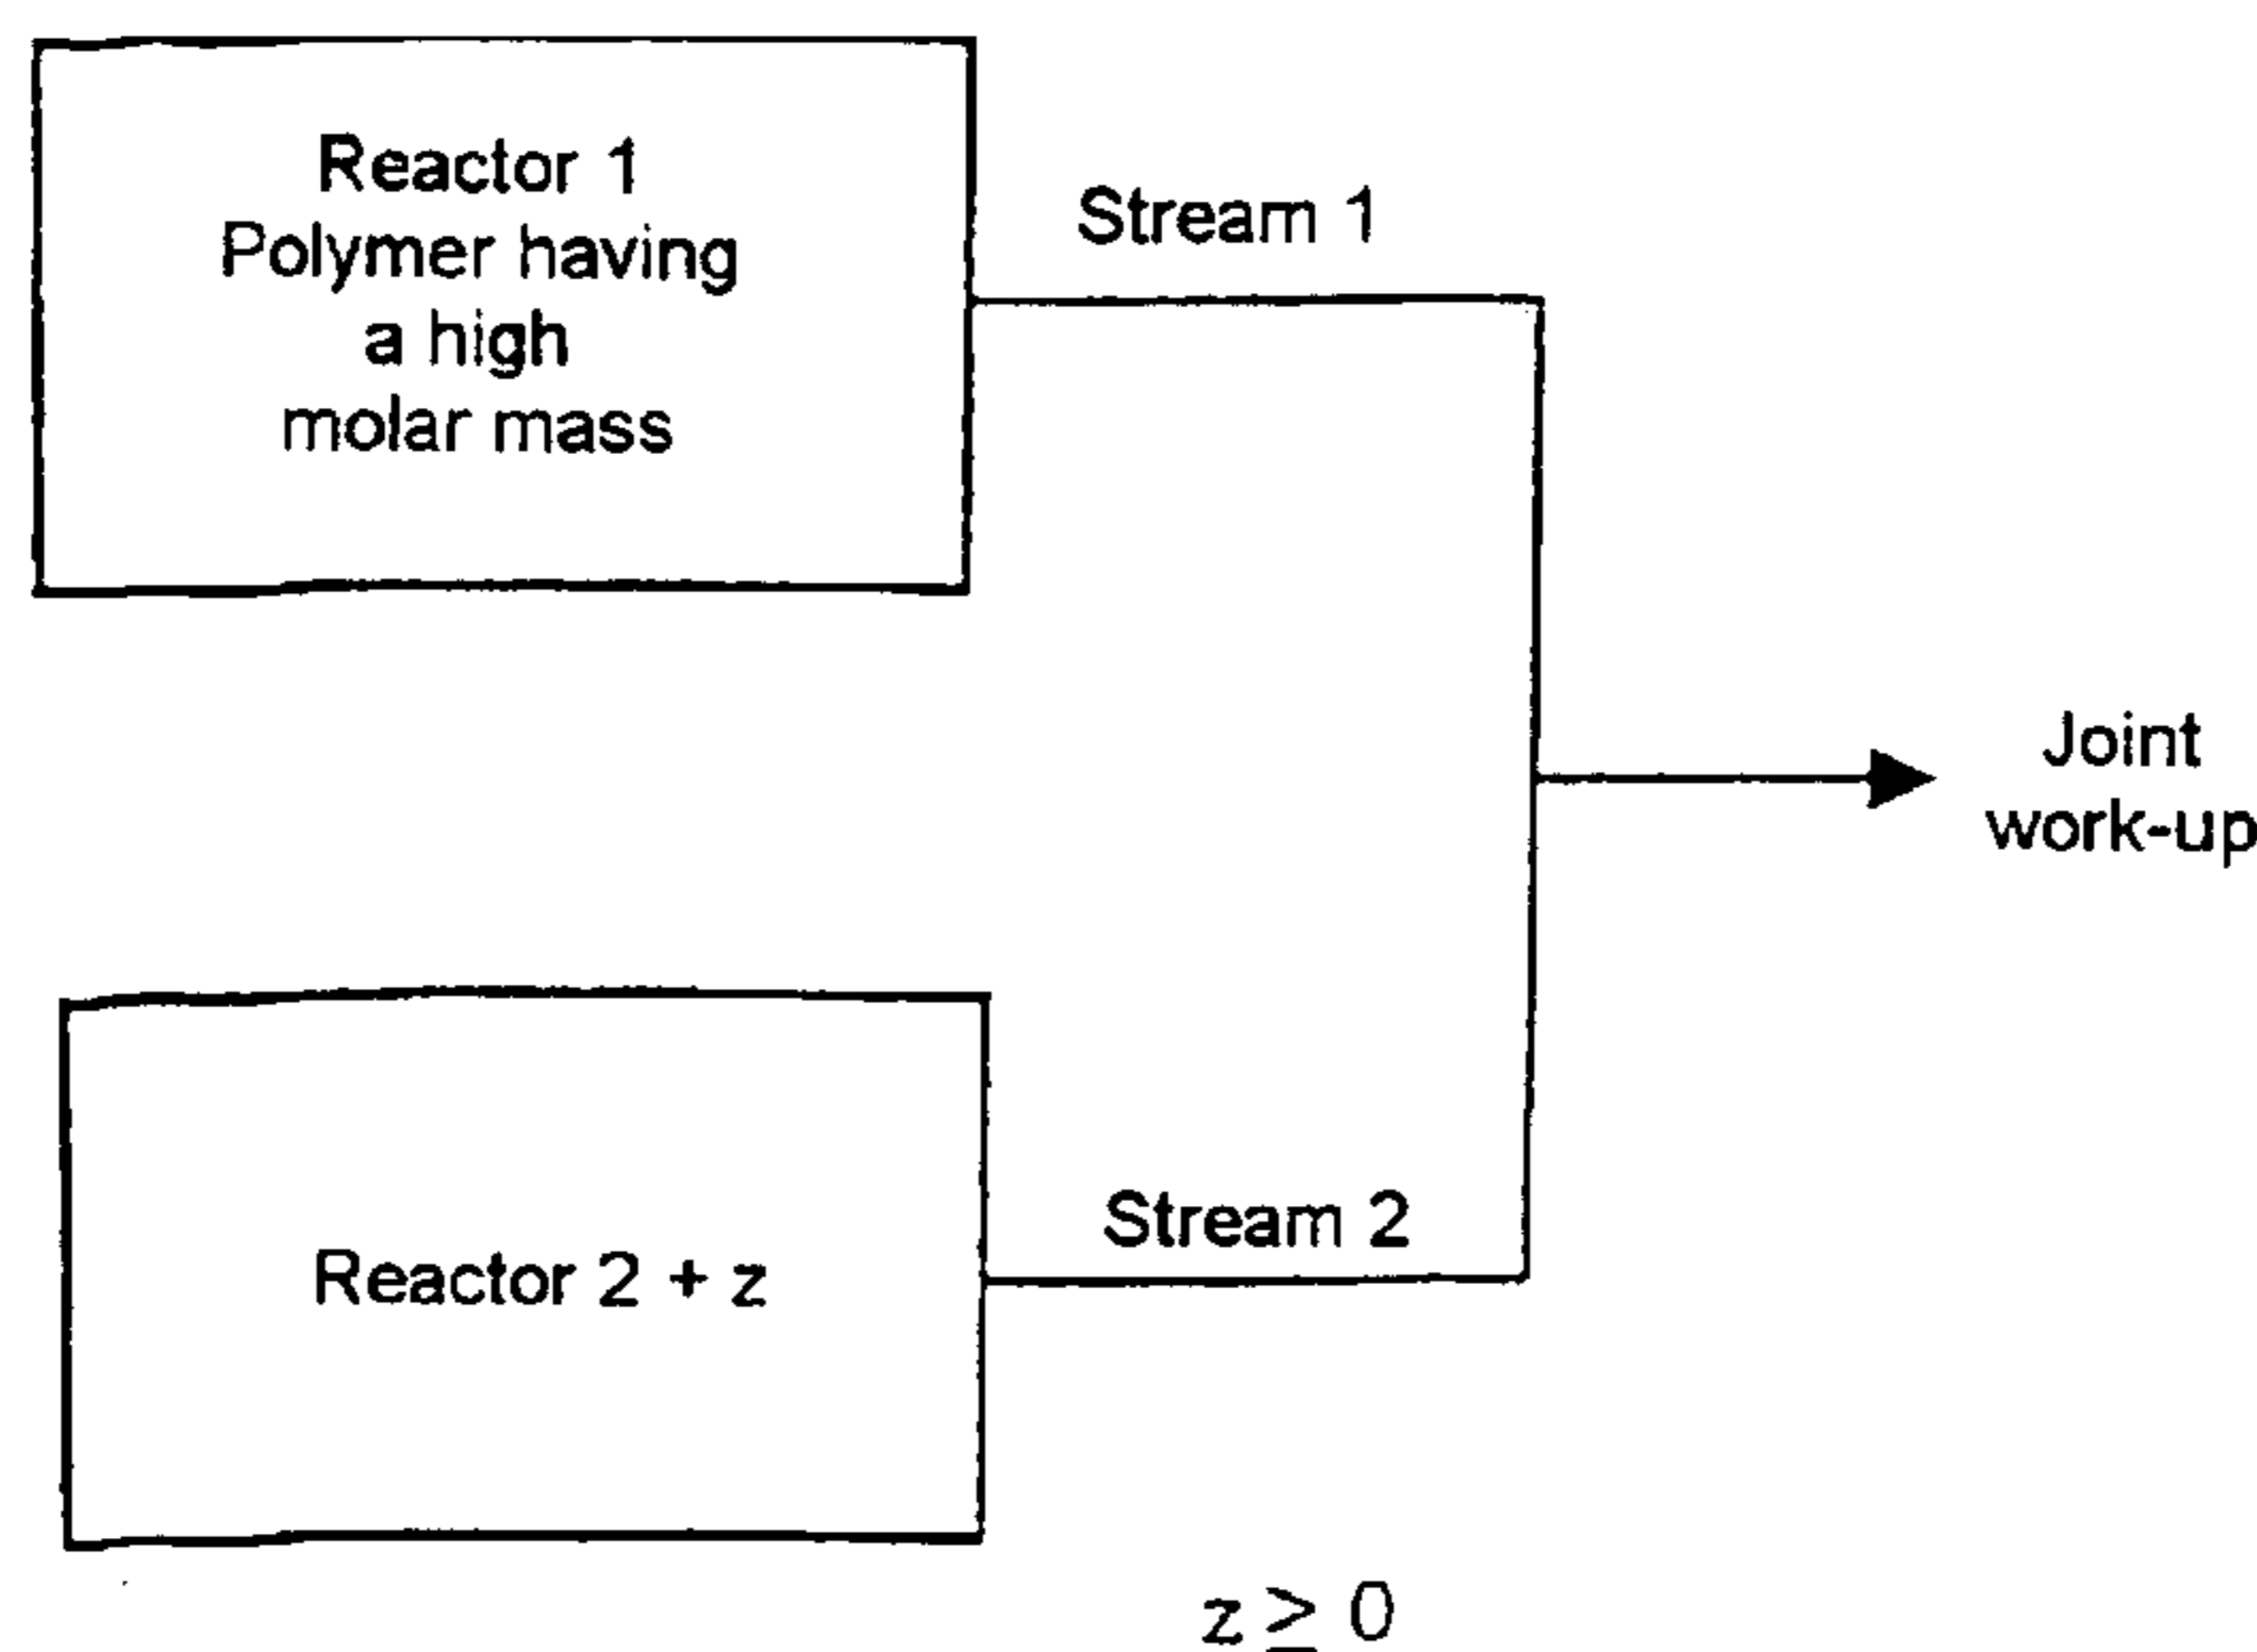 Reactor 1
Polymer having
a high
molar mass
Stream 1
Joint
work-up
Stream 2
Reactor 2 + z
z ≥ 0